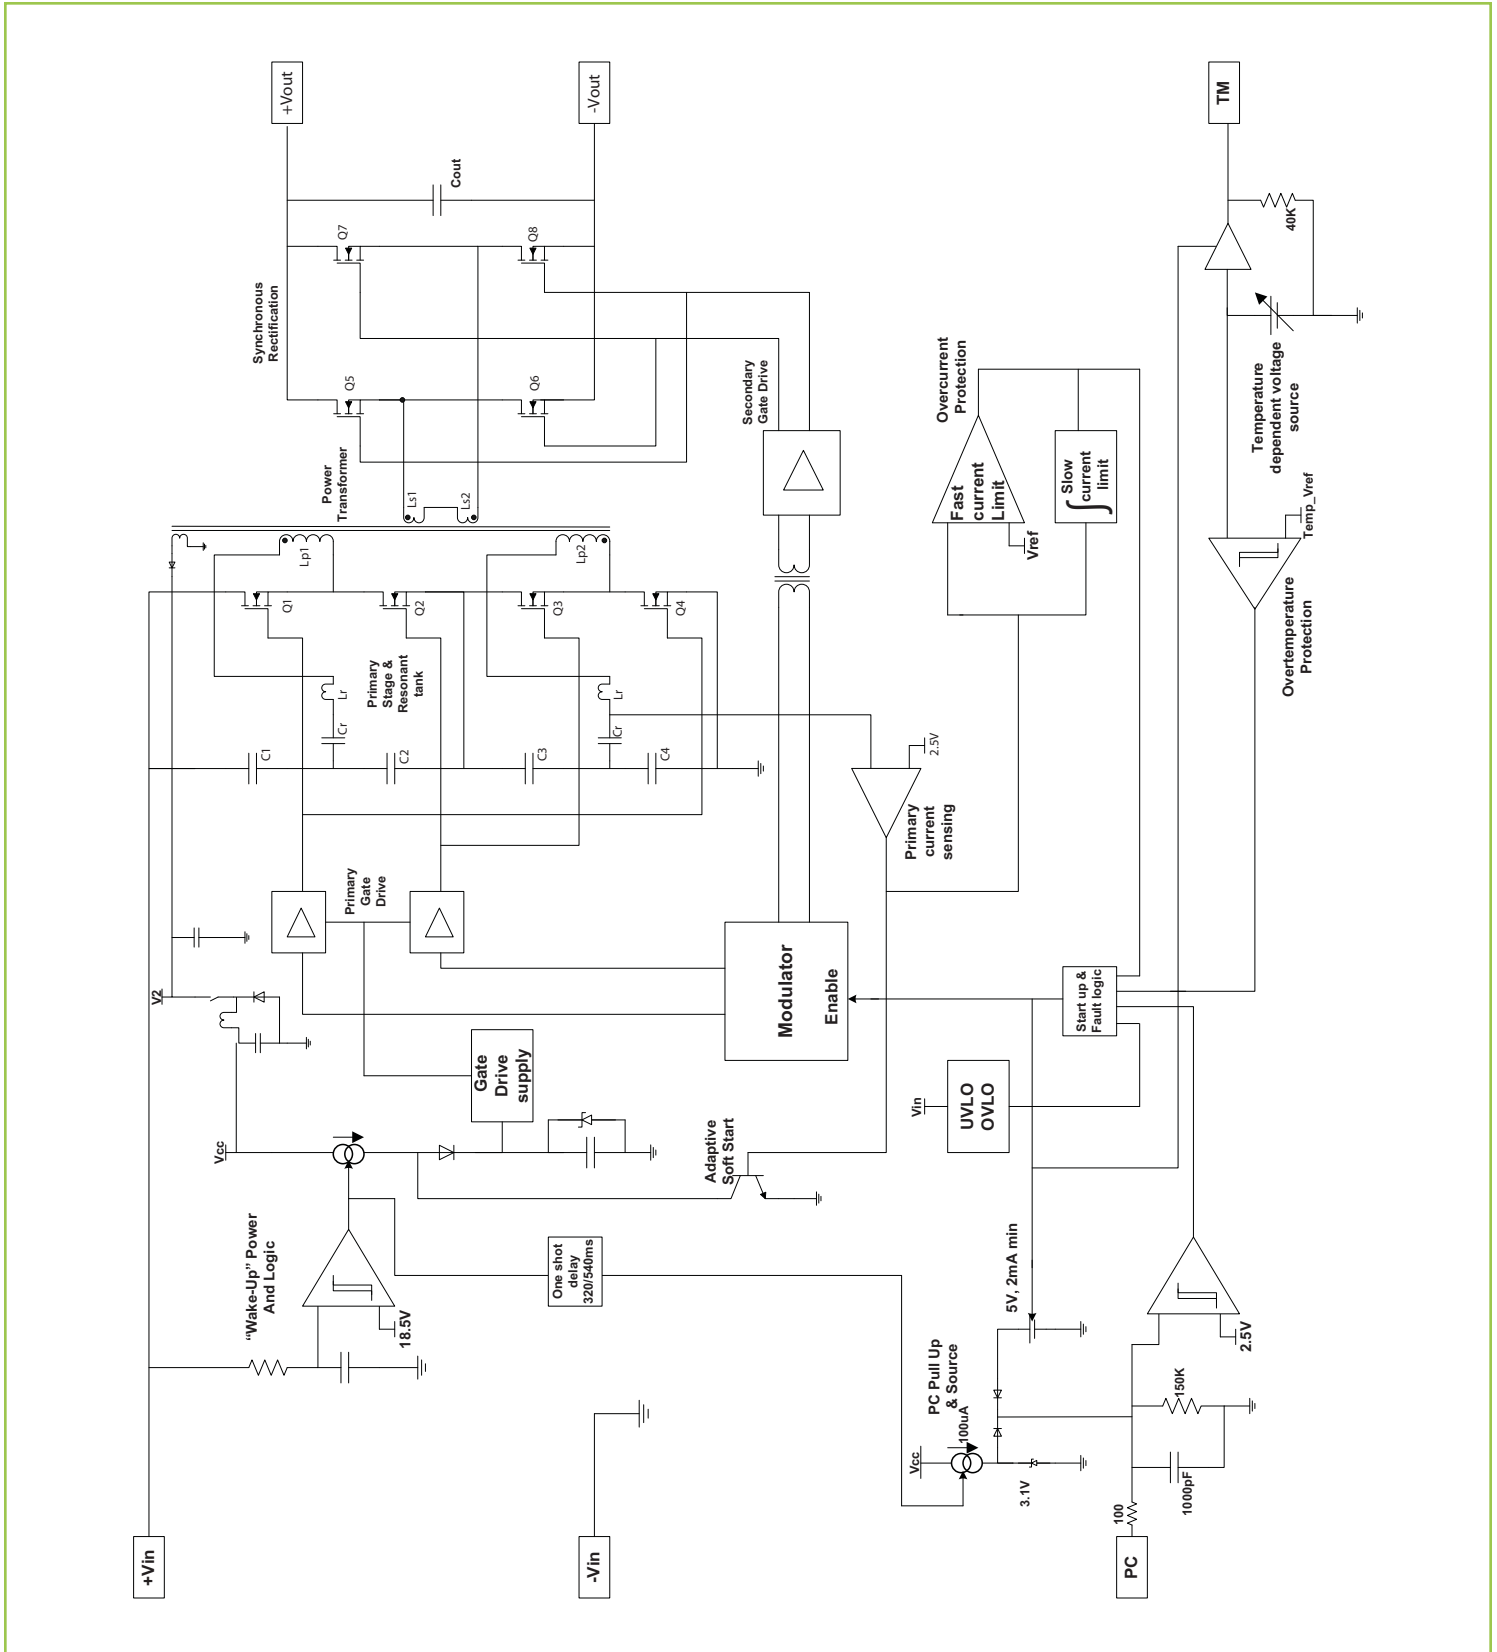 +Vout
-Vout
TM
Cout
Q7
Q8
40K
Synchronous
Rectification
Q5
Q6
Secondary
Gate Drive
Overcurrent
Protection
Fast
current
Limit
Vref
Slow
current
limit
Temperature
dependent voltage
source
Temp_Vref
Overtemperature
Protection
Power
Transformer
Ls1
Ls2
Lp1
Lp2
Q1
Q2
Q3
Q4
Primary
Stage &
Resonant
tank
Lr
Lr
Cr
Cr
C1
C2
C3
C4
2.5V
Primary
current
sensing
Primary
Gate
Drive
Modulator
Enable
Start up &
Fault logic
V2
Gate
Drive
supply
Vin
UVLO
OVLO
Vcc
Adaptive
Soft Start
“Wake-Up” Power
And Logic
18.5V
One shot
delay
320/540ms
5V, 2mA min
PC Pull Up
& Source
100uA
Vcc
3.1V
2.5V
150K
1000pF
100
+Vin
-Vin
PC